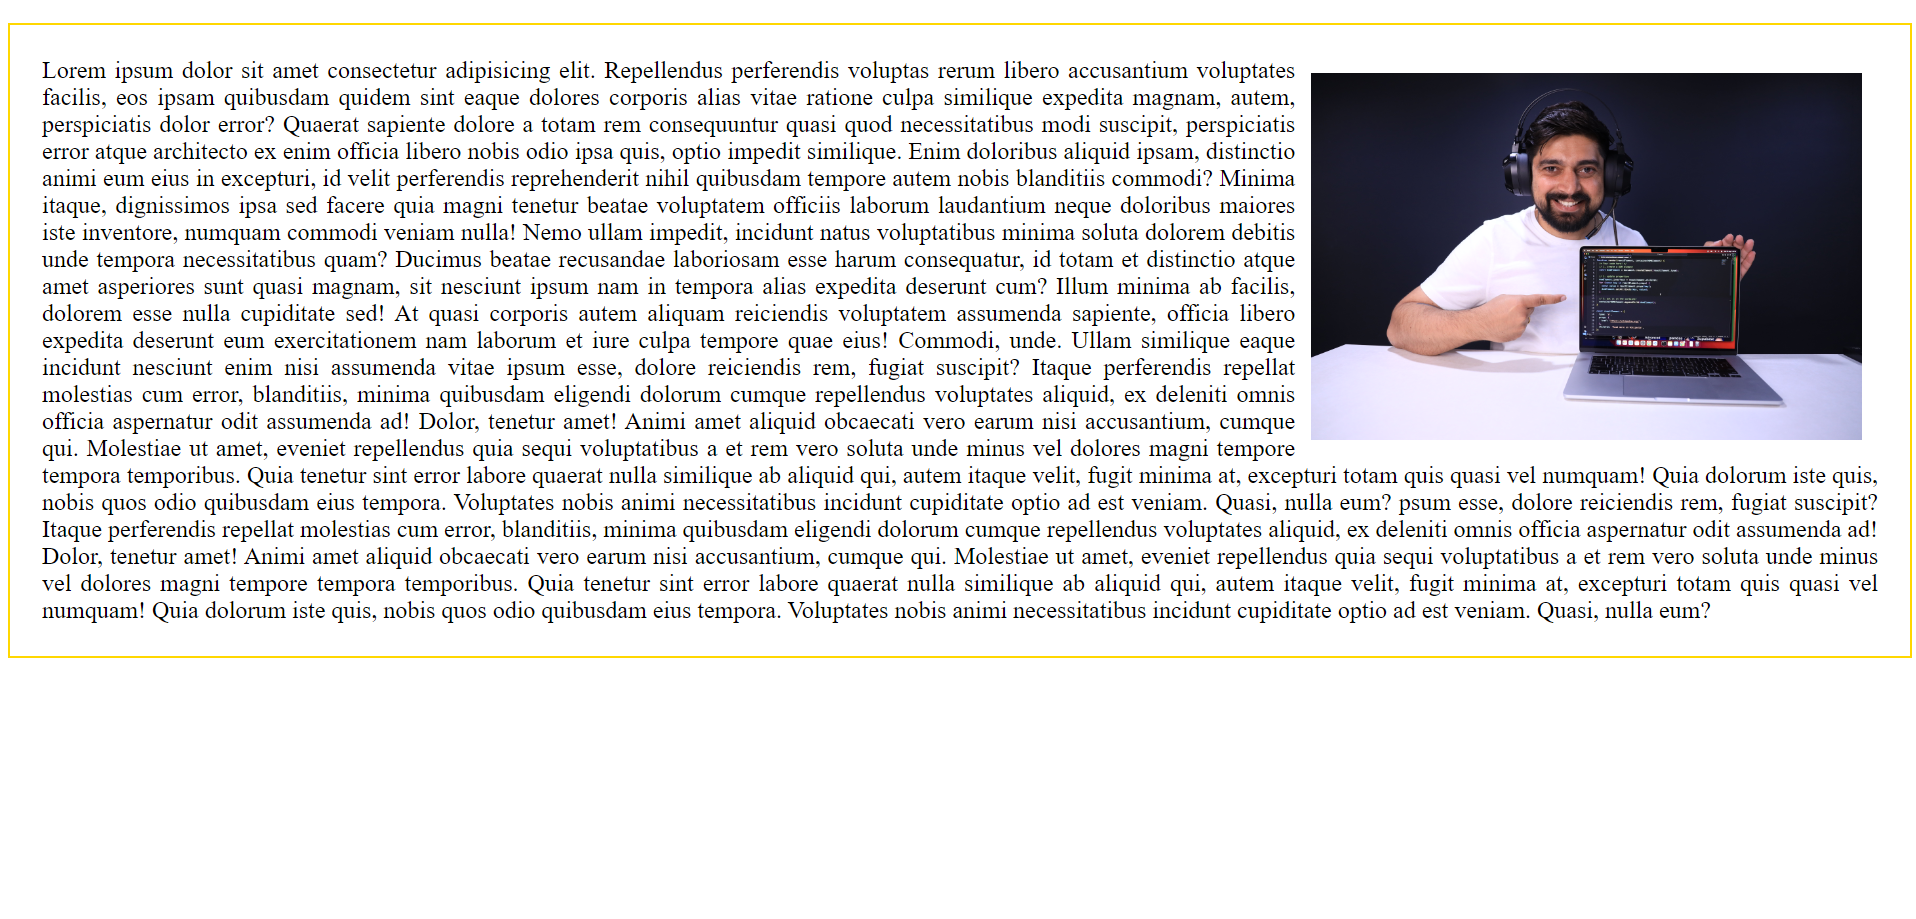 Lorem ipsum dolor sit amet consectetur adipisicing elit. Repellendus perferendis voluptas rerum libero accusantium voluptates
facilis, eos ipsam quibusdam quidem sint eaque dolores corporis alias vitae ratione culpa similique expedita magnam, autem,
perspiciatis dolor error? Quaerat sapiente dolore a totam rem consequuntur quasi quod necessitatibus modi suscipit, perspiciatis
error atque architecto ex enim officia libero nobis odio ipsa quis, optio impedit similique. Enim doloribus aliquid ipsam, distinctio
animi eum eius in excepturi, id velit perferendis reprehenderit nihil quibusdam tempore autem nobis blanditiis commodi? Minima
itaque, dignissimos ipsa sed facere quia magni tenetur beatae voluptatem officiis laborum laudantium neque doloribus maiores
iste inventore, numquam commodi veniam nulla! Nemo ullam impedit, incidunt natus voluptatibus minima soluta dolorem debitis
unde tempora necessitatibus quam? Ducimus beatae recusandae laboriosam esse harum consequatur, id totam et distinctio atque
amet asperiores sunt quasi magnam, sit nesciunt ipsum nam in tempora alias expedita deserunt cum? Illum minima ab facilis,
dolorem esse nulla cupiditate sed! At quasi corporis autem aliquam reiciendis voluptatem assumenda sapiente, officia libero
expedita deserunt eum exercitationem nam laborum et iure culpa tempore quae eius! Commodi, unde. Ullam similique eaque
incidunt nesciunt enim nisi assumenda vitae ipsum esse, dolore reiciendis rem, fugiat suscipit? Itaque perferendis repellat
molestias cum error, blanditiis, minima quibusdam eligendi dolorum cumque repellendus voluptates aliquid, ex deleniti omnis
officia aspernatur odit assumenda ad! Dolor, tenetur amet! Animi amet aliquid obcaecati vero earum nisi accusantium, cumque
qui. Molestiae ut amet, eveniet repellendus quia sequi voluptatibus a et rem vero soluta unde minus vel dolores magni tempore
tempora temporibus. Quia tenetur sint error labore quaerat nulla similique ab aliquid qui, autem itaque velit, fugit minima at, excepturi totam quis quasi vel numquam! Quia dolorum iste quis,
nobis quos odio quibusdam eius tempora. Voluptates nobis animi necessitatibus incidunt cupiditate optio ad est veniam. Quasi, nulla eum? psum esse, dolore reiciendis rem, fugiat suscipit?
Itaque perferendis repellat molestias cum error, blanditiis, minima quibusdam eligendi dolorum cumque repellendus voluptates aliquid, ex deleniti omnis officia aspernatur odit assumenda ad!
Dolor, tenetur amet! Animi amet aliquid obcaecati vero earum nisi accusantium, cumque qui. Molestiae ut amet, eveniet repellendus quia sequi voluptatibus a et rem vero soluta unde minus
vel dolores magni tempore tempora temporibus. Quia tenetur sint error labore quaerat nulla similique ab aliquid qui, autem itaque velit, fugit minima at, excepturi totam quis quasi vel
numquam! Quia dolorum iste quis, nobis quos odio quibusdam eius tempora. Voluptates nobis animi necessitatibus incidunt cupiditate optio ad est veniam. Quasi, nulla eum?